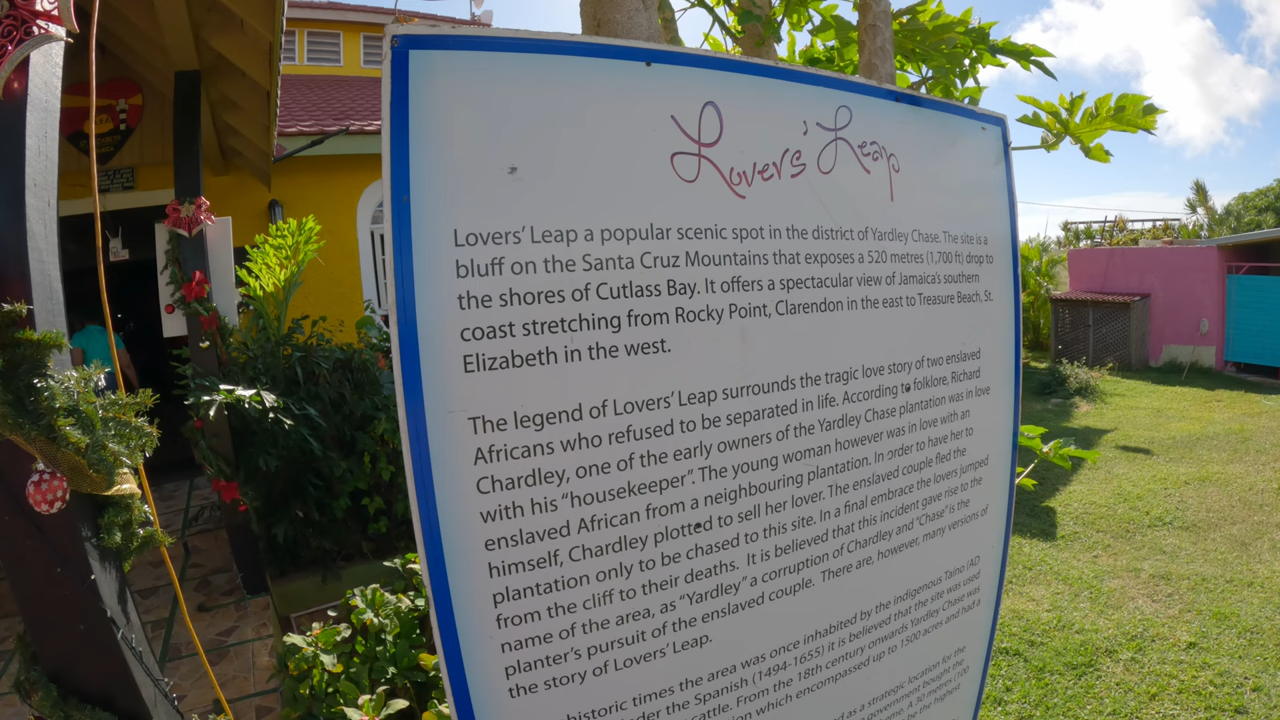 Lovers' Leap
Lovers' Leap a popular scenic spot in the district of Yardley Chase. The site is a
bluff on the Santa Cruz Mountains that exposes a 520 metres (1,700 ft) drop to
the shores of Cutlass Bay. It offers a spectacular view of Jamaica's southern
coast stretching from Rocky Point, Clarendon in the east to Treasure Beach, St.
Elizabeth in the west.
The legend of Lovers' Leap surrounds the tragic love story of two enslaved
Africans who refused to be separated in life. According to folklore, Richard
Chardley, one of the early owners of the Yardley Chase plantation was in love
with his "housekeeper". The young woman however was in love with an
enslaved African from a neighbouring plantation. In order to have her to
himself, Chardley plotted to sell her lover. The enslaved couple fled the
plantation only to be chased to this site. In a final embrace the lovers jumped
from the cliff to their deaths. It is believed that this incident gave rise to the
name of the area, as "Yardley" a corruption of Chardley and "Chase" is the
planter's pursuit of the enslaved couple. There are, however, many versions of
the story of Lovers' Leap.
historic times the area was once inhabited by the indigenous Taino (AD
der the Spanish (1494-1655) it is believed that the site was used
cattle. From the 18th century onwards Yardley Chase was
ion which encompassed up to 1500 acres and had a
d as a strategic location for the
government bought the
ome. A 30 metres (100
be the highest